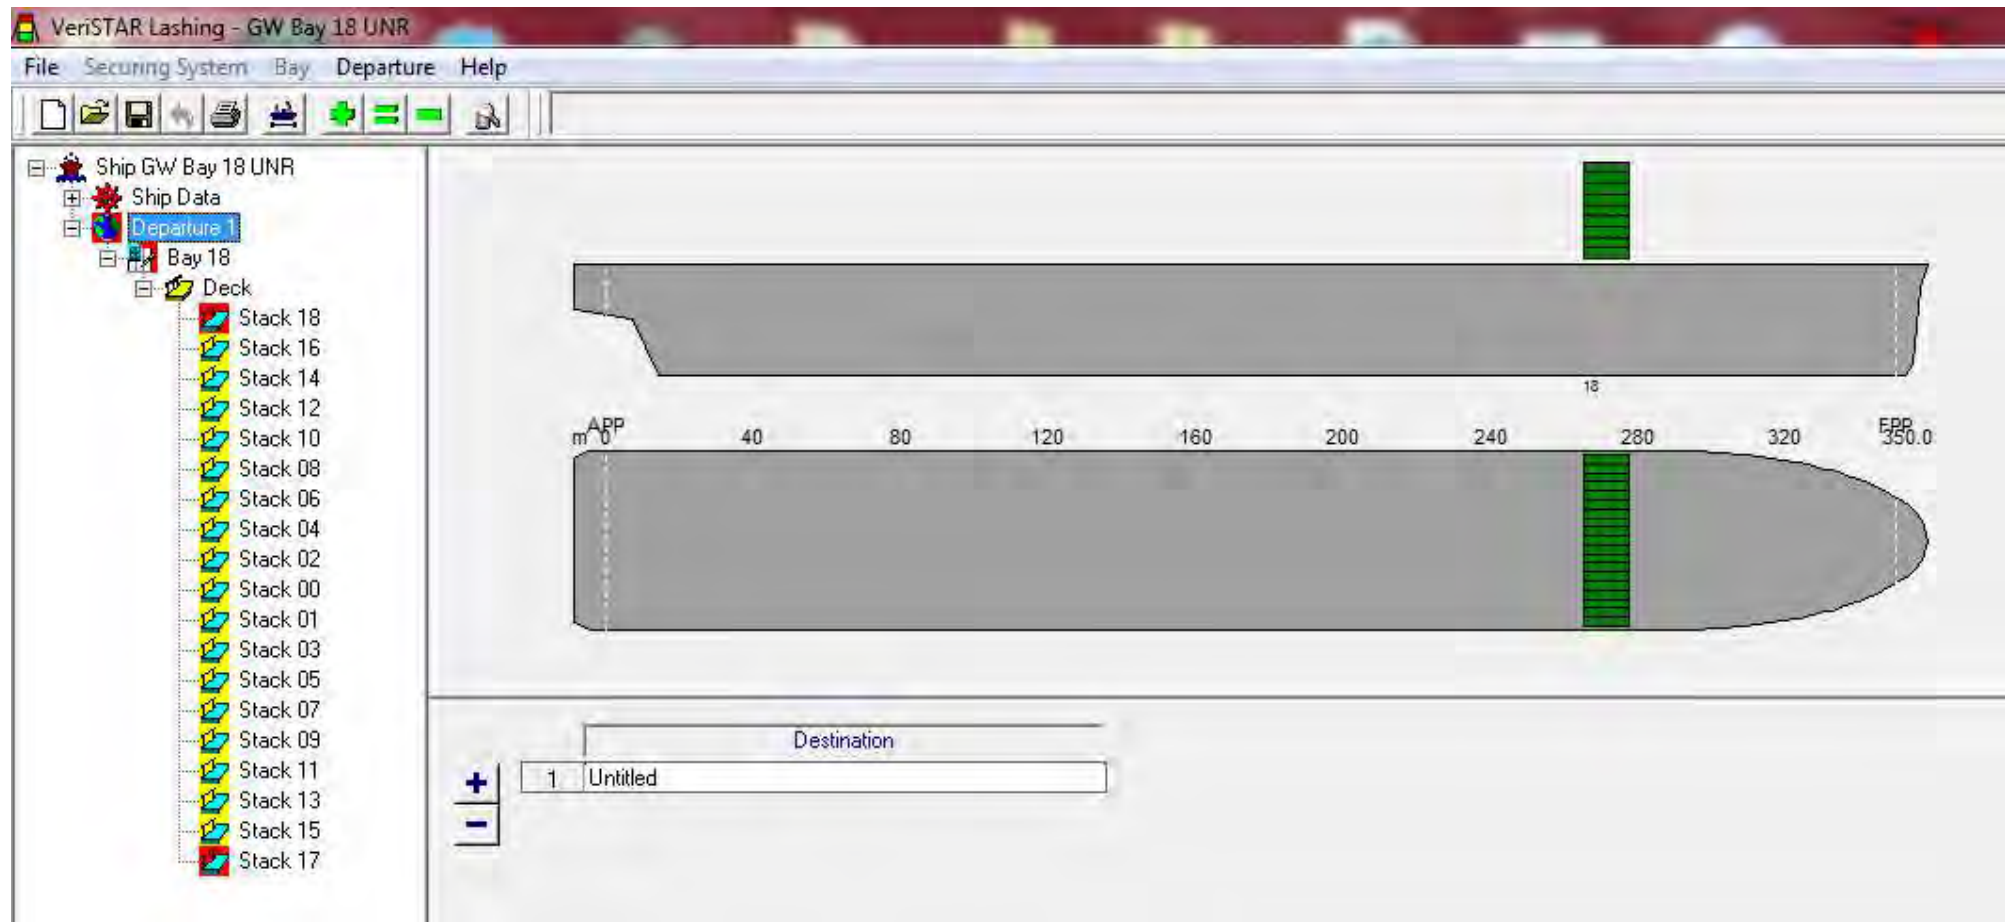 VeriSTAR Lashing - GW Bay 18 UNR
File Securing System Bay Departure Help
Ship GW Bay 18 UNR
Ship Data
Departure 1
Bay 18
Deck
Stack 18
Stack 16
Stack 14
Stack 12
Stack 10
Stack 08
Stack 06
Stack 04
Stack 02
Stack 00
Stack 01
Stack 03
Stack 05
Stack 07
Stack 09
Stack 11
Stack 13
Stack 15
Stack 17
18
APP FPP
m 0 40 80 120 160 200 240 280 320 350.0
Destination
1 Untitled